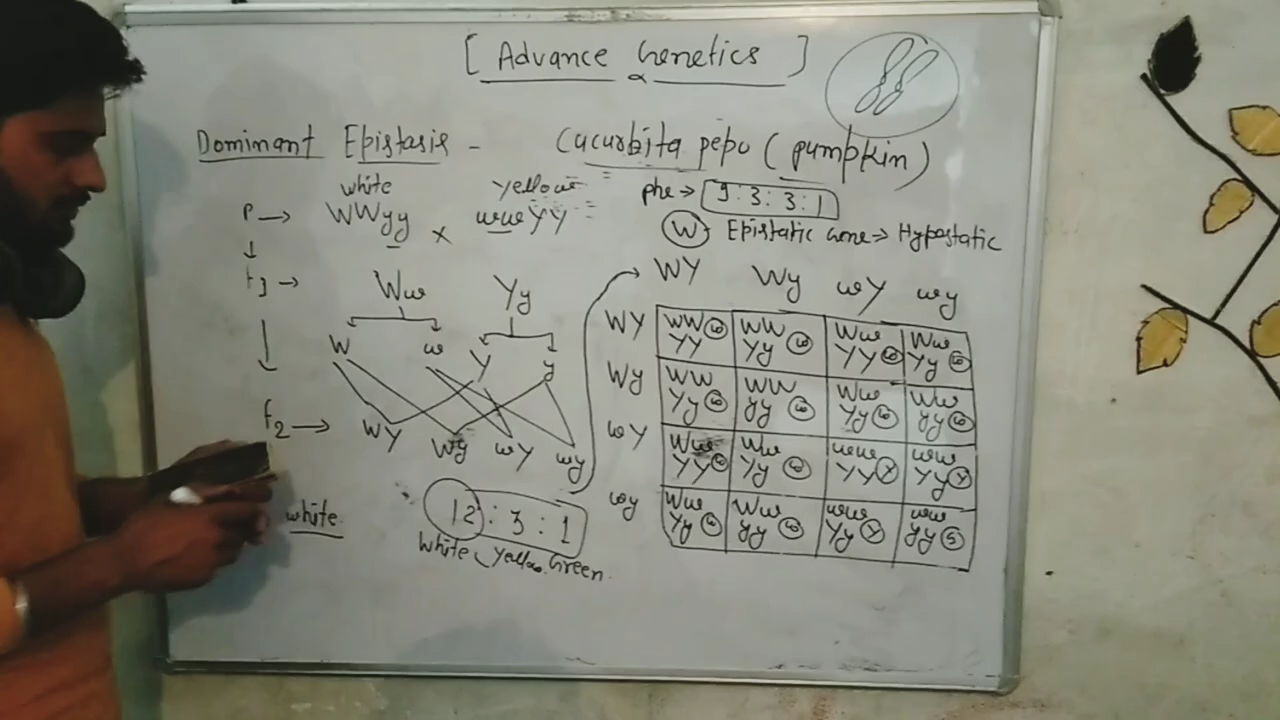 [ Advance Genetics ]
Dominant Epistasis - Cucurbita pepo (pumpkin)
white yellow
P → WWyy × wwYY
phe → 9:3:3:1
W Epistatic Gene → Hypostatic
F1 → Ww Yy
W w Y y
F2 → WY Wy wY wy
white
12 : 3 : 1
White Yellow Green
WY Wy wY wy
WY WW YY w WW Yy w Ww YY w Ww Yy w
Wy WW Yy w WW yy w Ww Yy w Ww yy w
wY Ww YY w Ww Yy w ww YY Y ww Yy Y
wy Ww Yy w Ww yy w ww Yy Y ww yy G